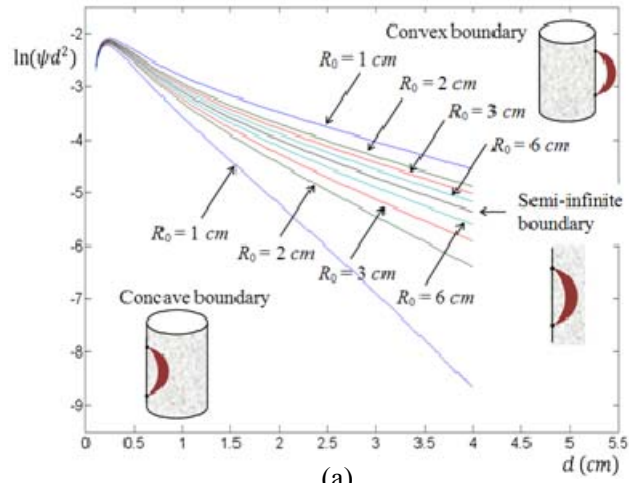 ln(ψd²)
-2
-3
-4
-5
-6
-7
-8
-9
Convex boundary
R₀ = 1 cm
R₀ = 2 cm
R₀ = 3 cm
R₀ = 6 cm
Semi-infinite
boundary
R₀ = 1 cm
R₀ = 2 cm
R₀ = 3 cm
R₀ = 6 cm
Concave boundary
0 0.5 1 1.5 2 2.5 3 3.5 4 4.5 5 5.5
d (cm)
(a)